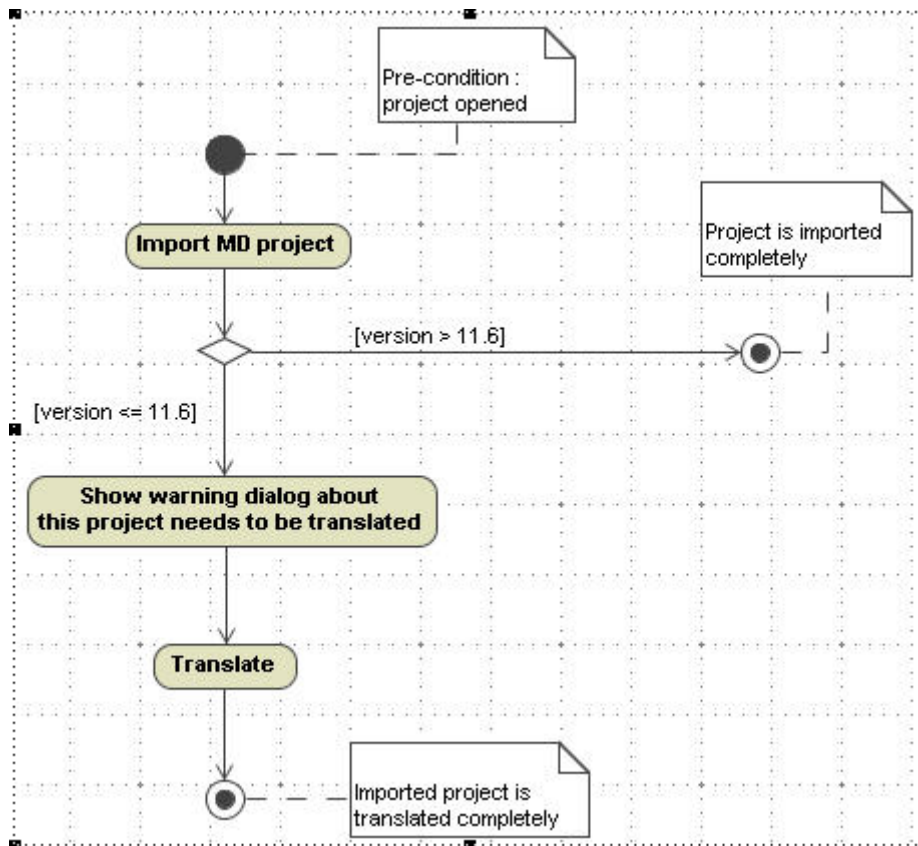 Pre-condition :
project opened
Import MD project
Project is imported
completely
[version > 11.6]
[version <= 11.6]
Show warning dialog about
this project needs to be translated
Translate
Imported project is
translated completely